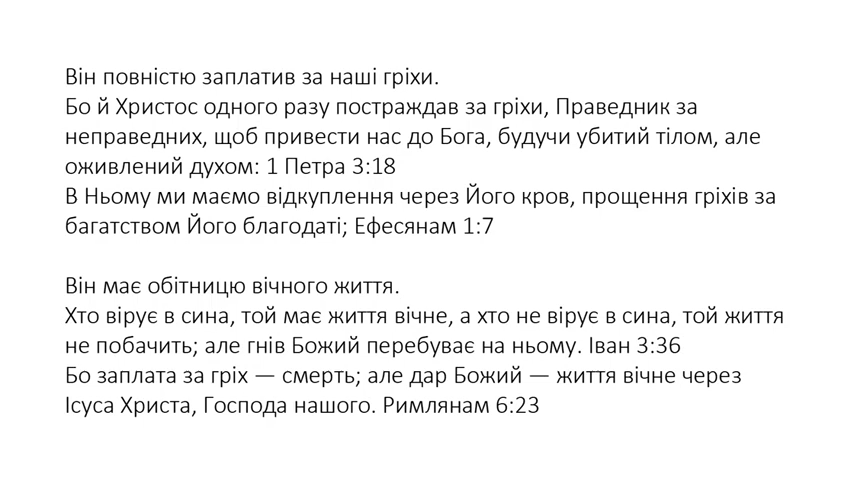 Він повністю заплатив за наші гріхи.
Бо й Христос одного разу постраждав за гріхи, Праведник за
неправедних, щоб привести нас до Бога, будучи убитий тілом, але
оживлений духом: 1 Петра 3:18
В Ньому ми маємо відкуплення через Його кров, прощення гріхів за
багатством Його благодаті; Ефесянам 1:7
Він має обітницю вічного життя.
Хто вірує в сина, той має життя вічне, а хто не вірує в сина, той життя
не побачить; але гнів Божий перебуває на ньому. Іван 3:36
Бо заплата за гріх — смерть; але дар Божий — життя вічне через
Ісуса Христа, Господа нашого. Римлянам 6:23